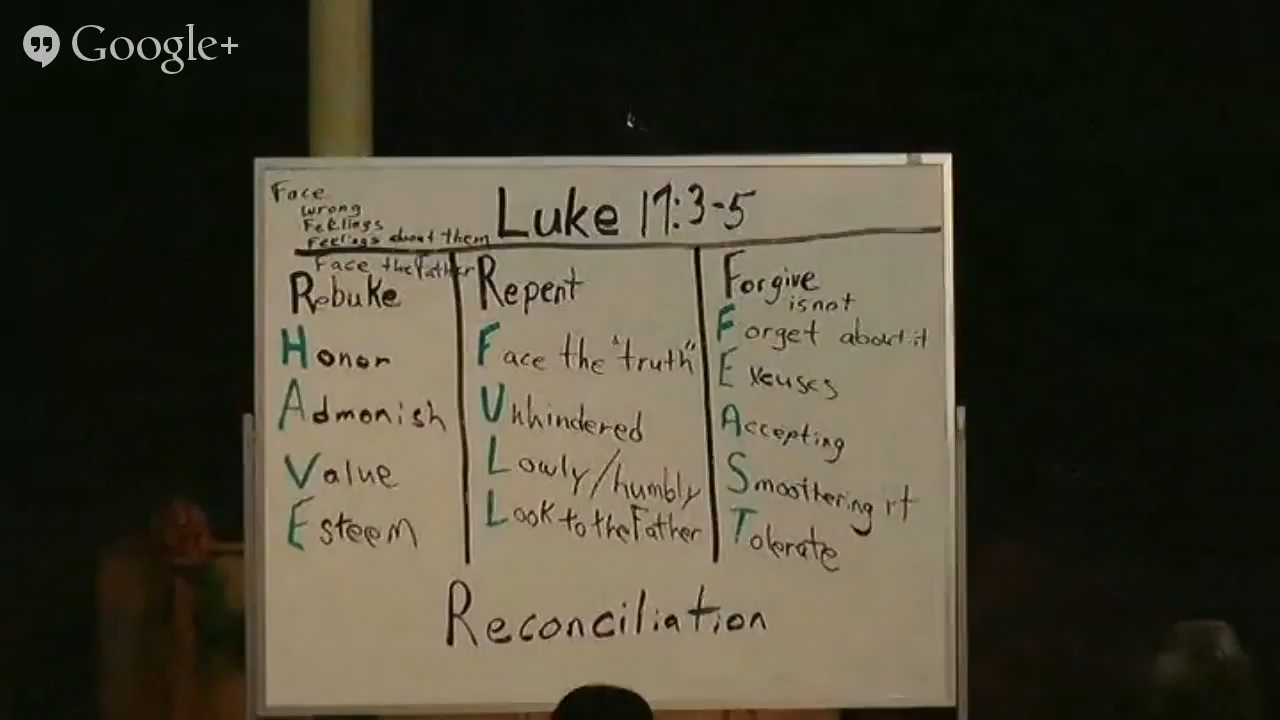 Google+
Face
wrong
Feelings
Feelings about them
Face the Father
Luke 17:3-5
Rebuke
Honor
Admonish
Value
Esteem
Repent
Face the "truth"
Unhindered
Lowly/humbly
Look to the Father
Forgive
is not
Forget about it
Exuses
Accepting
Smoothering it
Tolerate
Reconciliation